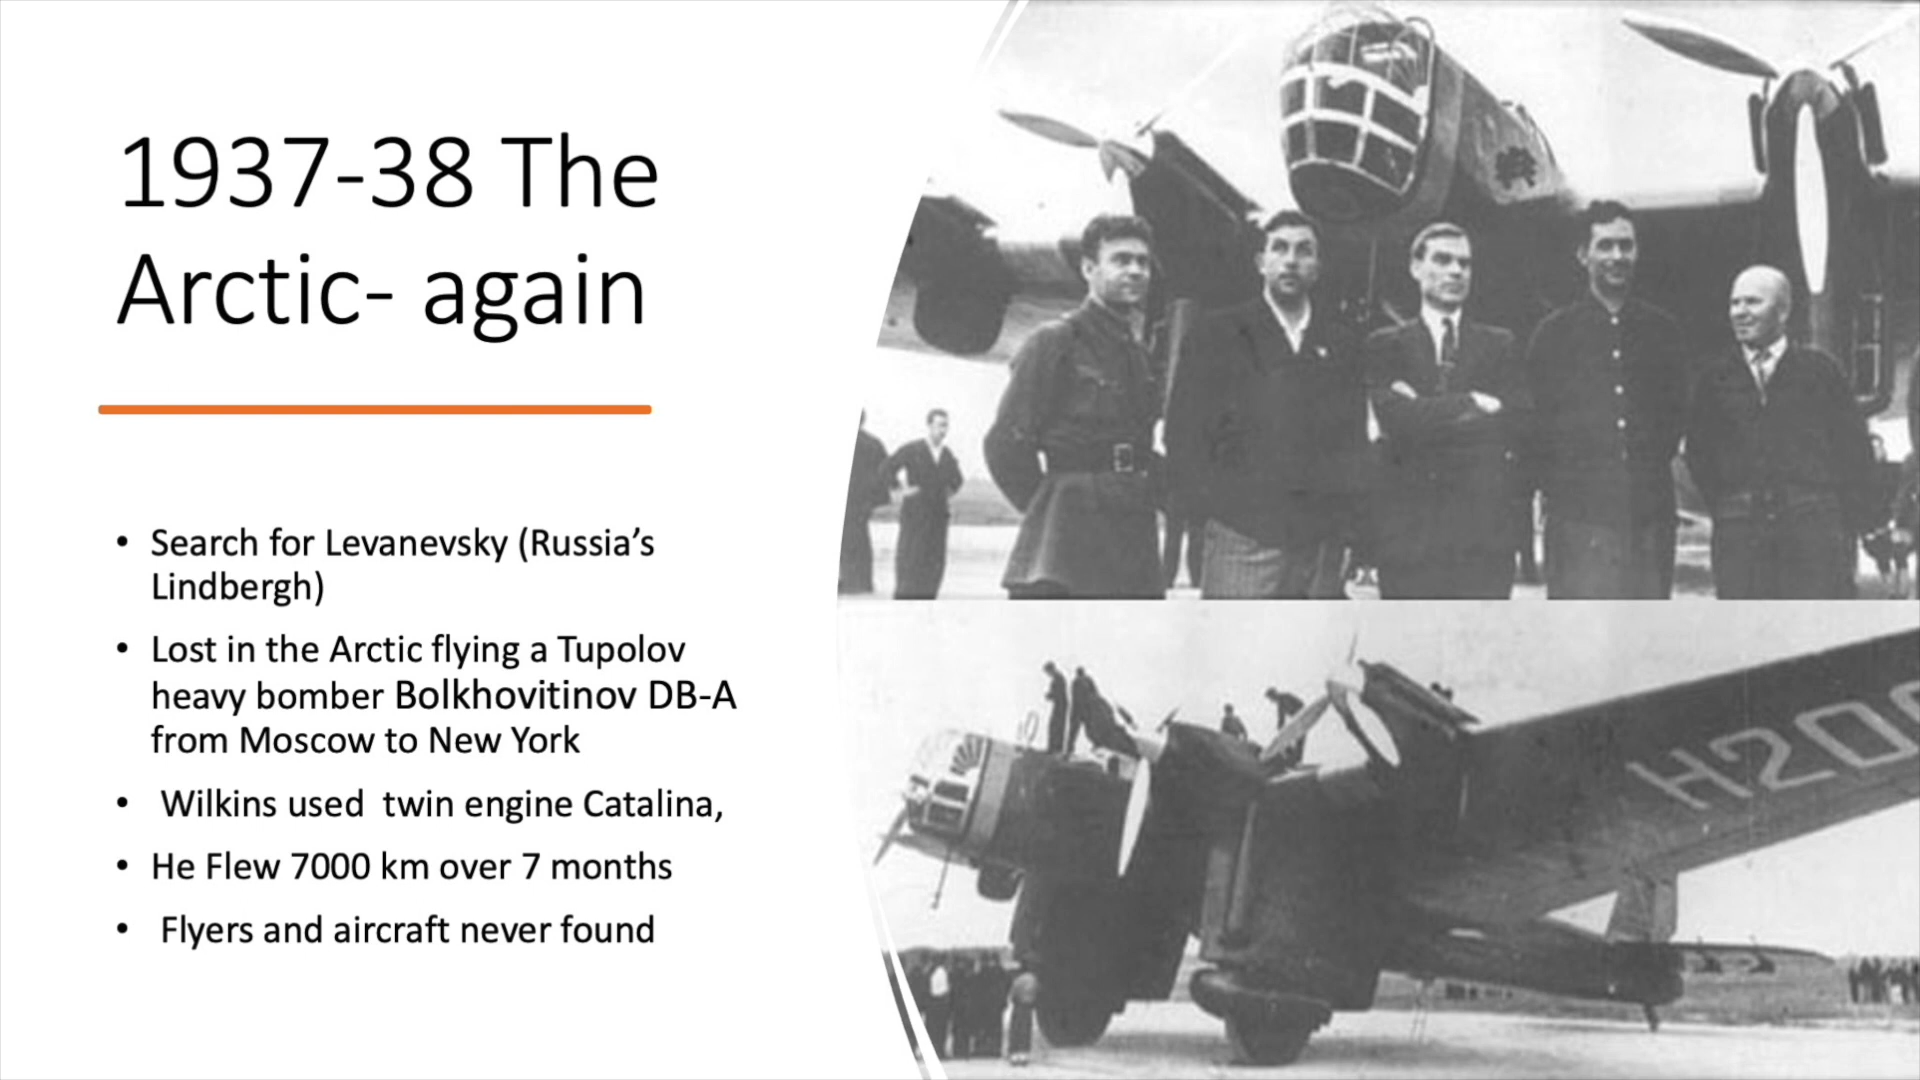 1937-38 The
Arctic- again
• Search for Levanevsky (Russia’s
Lindbergh)
• Lost in the Arctic flying a Tupolov
heavy bomber Bolkhovitinov DB-A
from Moscow to New York
• Wilkins used  twin engine Catalina,
• He Flew 7000 km over 7 months
• Flyers and aircraft never found
H20